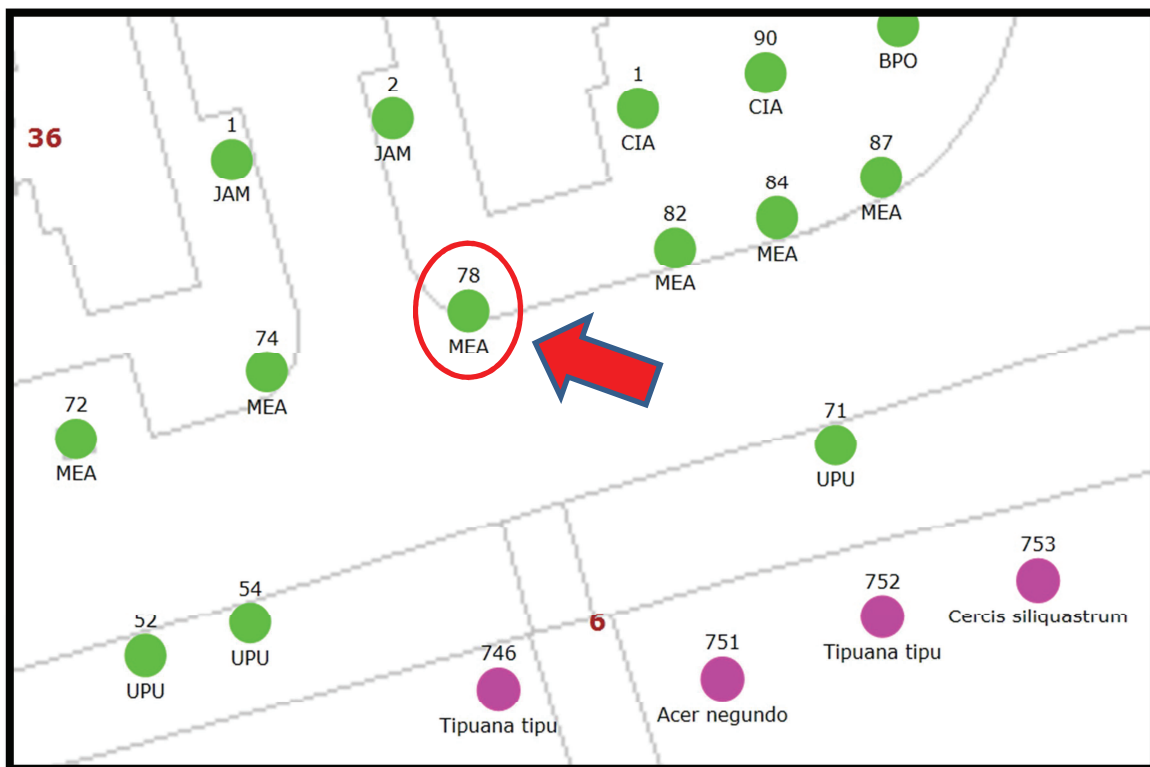 BPO
90
CIA
1
CIA
2
JAM
36
1
JAM
87
MEA
84
MEA
82
MEA
78
MEA
74
MEA
72
MEA
71
UPU
54
UPU
52
UPU
6
753
Cercis siliquastrum
752
Tipuana tipu
751
Acer negundo
746
Tipuana tipu